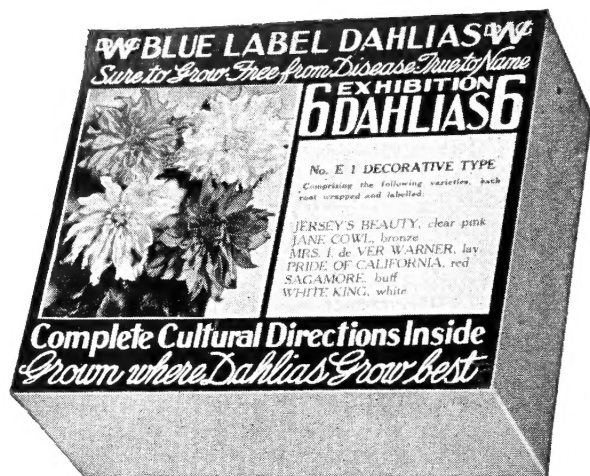 BLUE LABEL DAHLIAS
Sure to Grow Free from Disease True to Name
6 EXHIBITION DAHLIAS 6
No. E 1 DECORATIVE TYPE
Comprising the following varieties, each
root wrapped and labelled:
JERSEY'S BEAUTY, clear pink
JANE COWL, bronze
MRS. I. de VER WARNER, lav
PRIDE OF CALIFORNIA, red
SAGAMORE, buff
WHITE KING, white
Complete Cultural Directions Inside
Grown where Dahlias Grow best